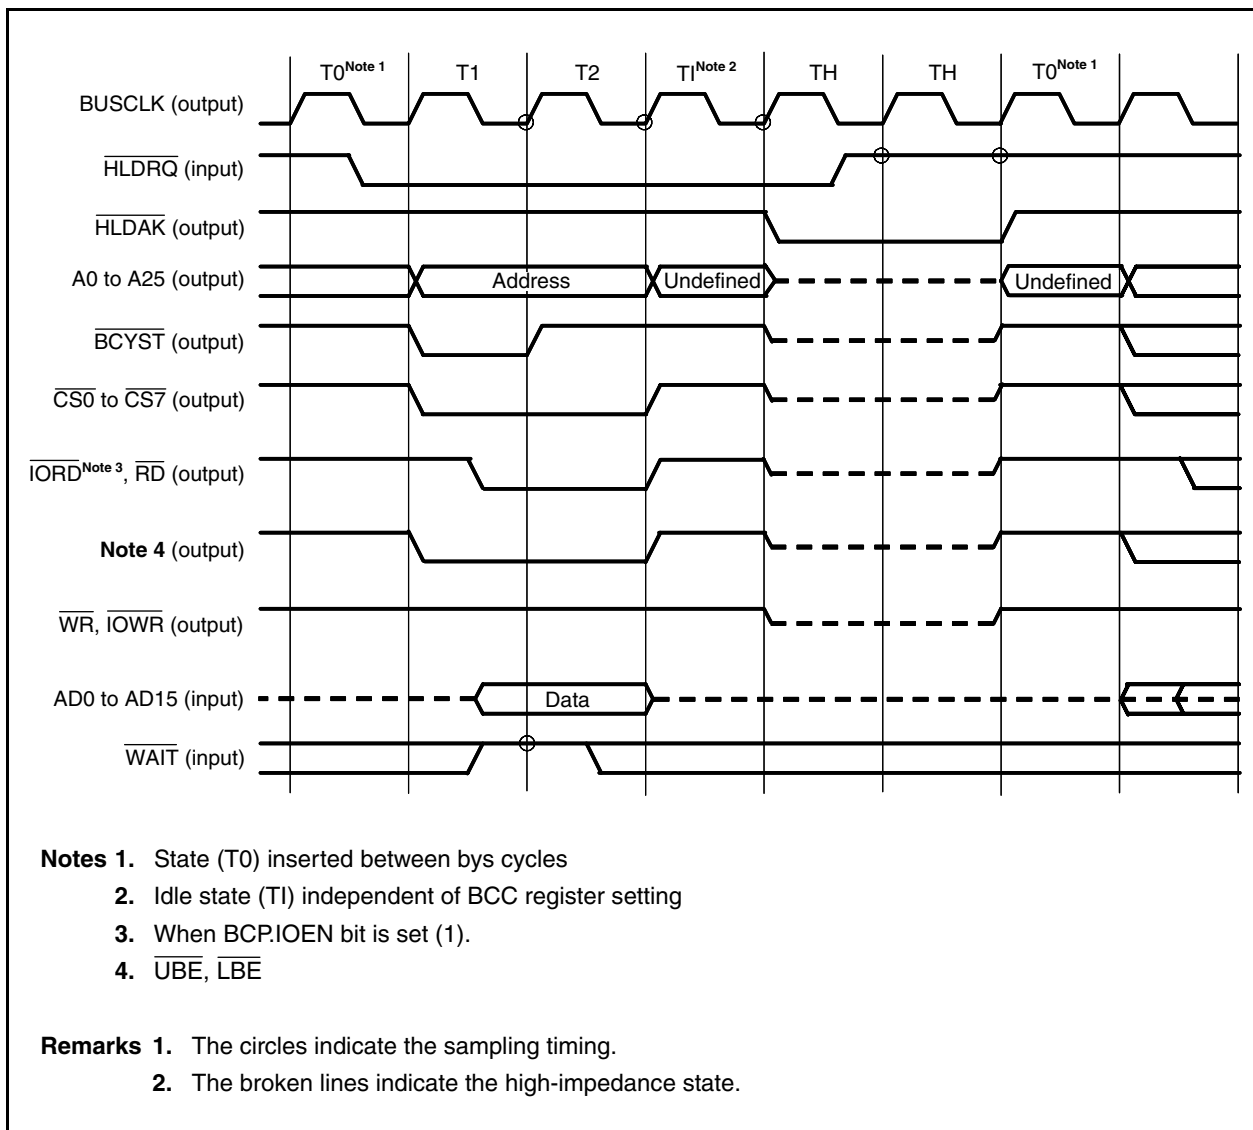 T0Note 1 T1 T2 TINote 2 TH TH T0Note 1
BUSCLK (output)
HLDRQ (input)
HLDAK (output)
A0 to A25 (output) Address Undefined Undefined
BCYST (output)
CS0 to CS7 (output)
IORDNote 3, RD (output)
Note 4 (output)
WR, IOWR (output)
AD0 to AD15 (input) Data
WAIT (input)
Notes 1. State (T0) inserted between bys cycles
2. Idle state (TI) independent of BCC register setting
3. When BCP.IOEN bit is set (1).
4. UBE, LBE
Remarks 1. The circles indicate the sampling timing.
2. The broken lines indicate the high-impedance state.